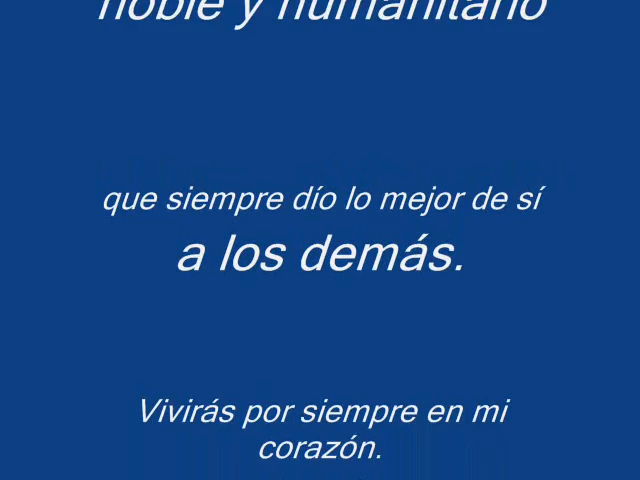 noble y humanitario
que siempre dío lo mejor de sí
a los demás.
Vivirás por siempre en mi
corazón.